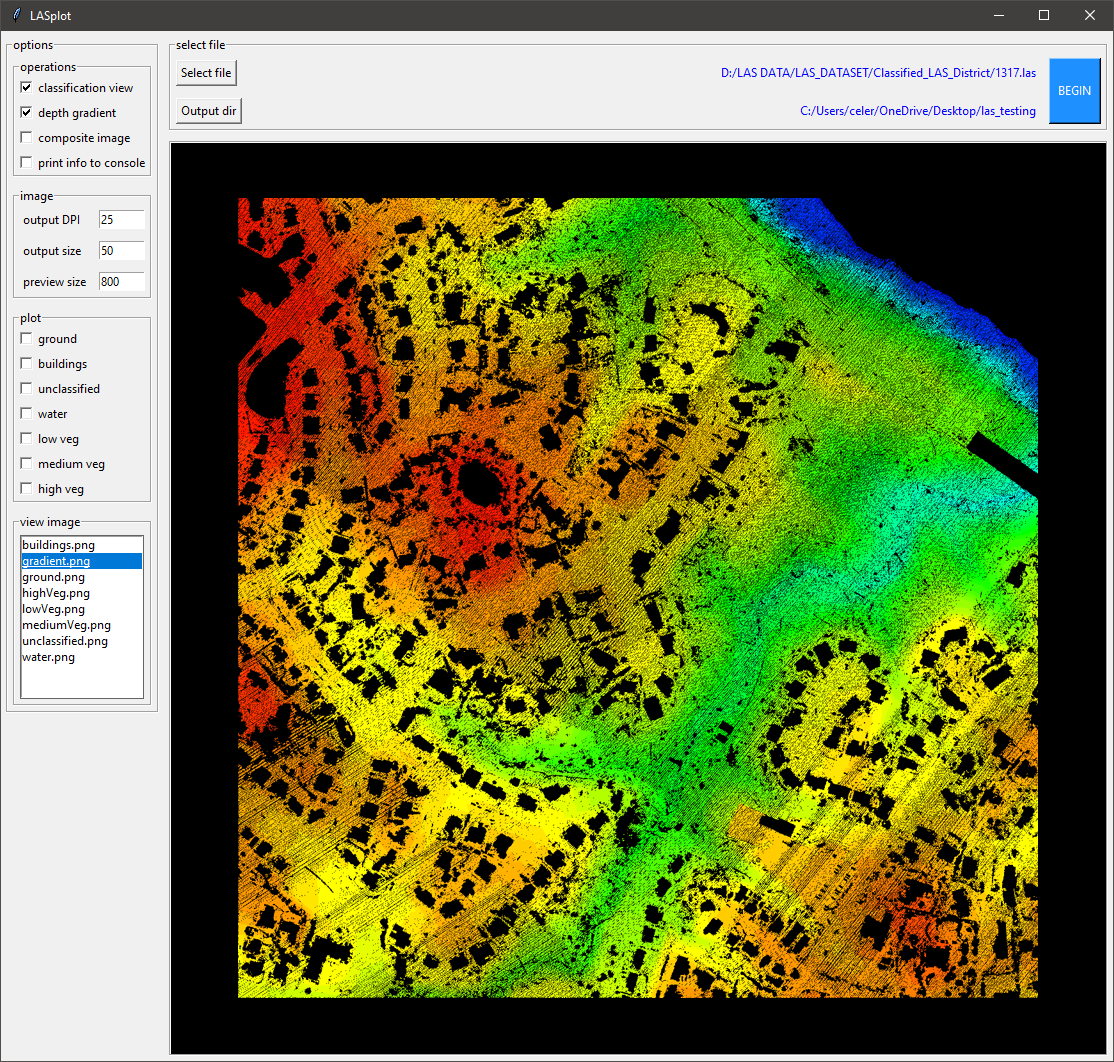 LASplot
options
operations
classification view
depth gradient
composite image
print info to console
image
output DPI 25
output size 50
preview size 800
plot
ground
buildings
unclassified
water
low veg
medium veg
high veg
view image
buildings.png
gradient.png
ground.png
highVeg.png
lowVeg.png
mediumVeg.png
unclassified.png
water.png
select file
Select file D:/LAS DATA/LAS_DATASET/Classified_LAS_District/1317.las
Output dir C:/Users/celer/OneDrive/Desktop/las_testing
BEGIN